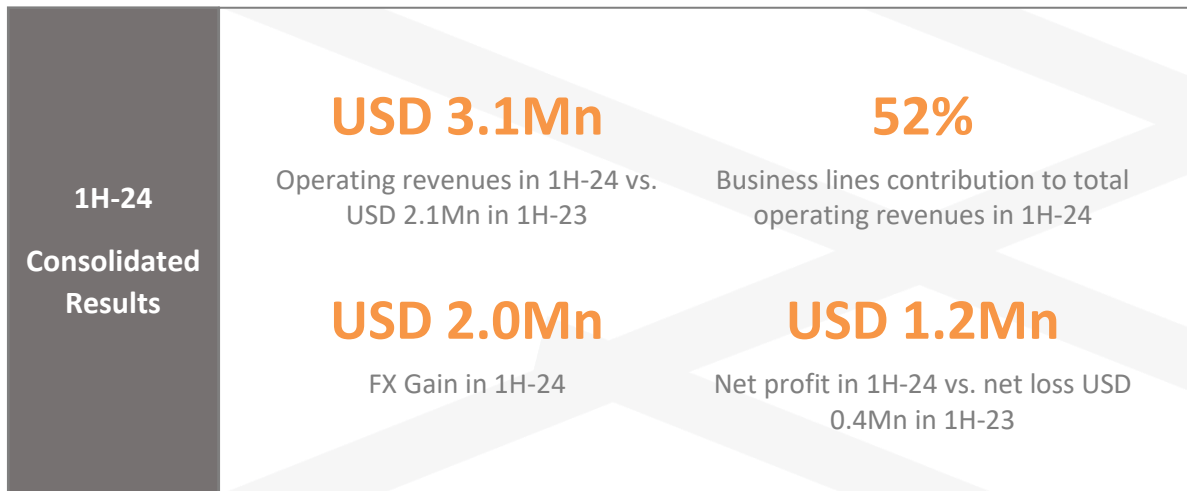 1H-24
Consolidated
Results
USD 3.1Mn
Operating revenues in 1H-24 vs.
USD 2.1Mn in 1H-23
52%
Business lines contribution to total
operating revenues in 1H-24
USD 2.0Mn
FX Gain in 1H-24
USD 1.2Mn
Net profit in 1H-24 vs. net loss USD
0.4Mn in 1H-23